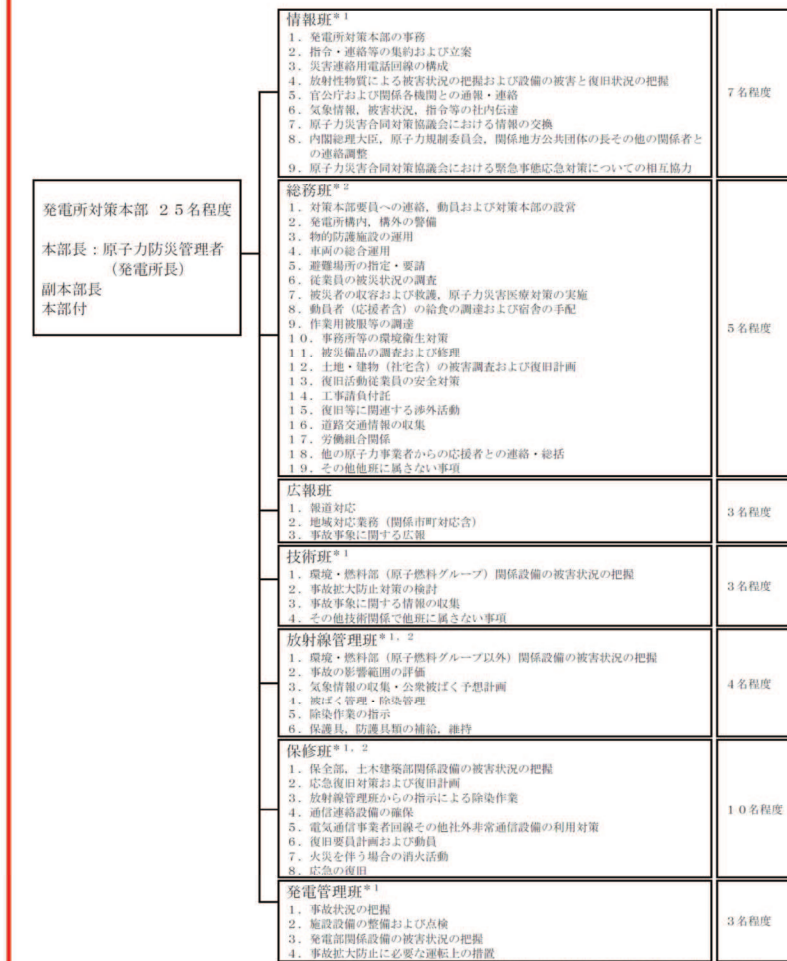 発電所対策本部 25名程度
本部長：原子力防災管理者
（発電所長）
副本部長
本部付
情報班＊1
1．発電所対策本部の事務
2．指令・連絡等の集約および立案
3．災害連絡用電話回線の構成
4．放射性物質による被害状況の把握および設備の被害と復旧状況の把握
5．官公庁および関係各機関との通報・連絡
6．気象情報，被害状況，指令等の社内伝達
7．原子力災害合同対策協議会における情報の交換
8．内閣総理大臣，原子力規制委員会，関係地方公共団体の長その他の関係者と
の連絡調整
9．原子力災害合同対策協議会における緊急事態応急対策についての相互協力
7名程度
総務班＊2
1．対策本部要員への連絡，動員および対策本部の設営
2．発電所構内，構外の警備
3．物的防護施設の運用
4．車両の総合運用
5．避難場所の指定・要請
6．従業員の被災状況の調査
7．被災者の収容および救護，原子力災害医療対策の実施
8．動員者（応援者含）の給食の調達および宿舎の手配
9．作業用被服等の調達
10．事務所等の環境衛生対策
11．被災備品の調査および修理
12．土地・建物（社宅含）の被害調査および復旧計画
13．復旧活動従業員の安全対策
14．工事請負付託
15．復旧等に関連する渉外活動
16．道路交通情報の収集
17．労働組合関係
18．他の原子力事業者からの応援者との連絡・総括
19．その他他班に属さない事項
5名程度
広報班
1．報道対応
2．地域対応業務（関係市町対応含）
3．事故事象に関する広報
3名程度
技術班＊1
1．環境・燃料部（原子燃料グループ）関係設備の被害状況の把握
2．事故拡大防止対策の検討
3．事故事象に関する情報の収集
4．その他技術関係で他班に属さない事項
3名程度
放射線管理班＊1，2
1．環境・燃料部（原子燃料グループ以外）関係設備の被害状況の把握
2．事故の影響範囲の評価
3．気象情報の収集・公衆被ばく予想計画
4．被ばく管理・除染管理
5．除染作業の指示
6．保護具，防護具類の補給，維持
4名程度
保修班＊1，2
1．保全部，土木建築部関係設備の被害状況の把握
2．応急復旧対策および復旧計画
3．放射線管理班からの指示による除染作業
4．通信連絡設備の確保
5．電気通信事業者回線その他社外非常通信設備の利用対策
6．復旧要員計画および動員
7．火災を伴う場合の消火活動
8．応急の復旧
10名程度
発電管理班＊1
1．事故状況の把握
2．施設設備の整備および点検
3．発電部関係設備の被害状況の把握
4．事故拡大防止に必要な運転上の措置
3名程度